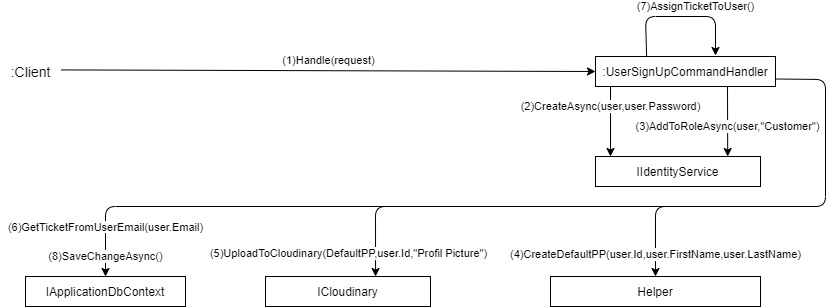 (7)AssignTicketToUser()
(1)Handle(request)
:Client
:UserSignUpCommandHandler
(2)CreateAsync(user,user.Password)
(3)AddToRoleAsync(user,"Customer")
IIdentityService
(6)GetTicketFromUserEmail(user.Email)
(8)SaveChangeAsync()
(5)UploadToCloudinary(DefaultPP,user.Id,"Profil Picture")
(4)CreateDefaultPP(user.Id,user.FirstName,user.LastName)
IApplicationDbContext
ICloudinary
Helper